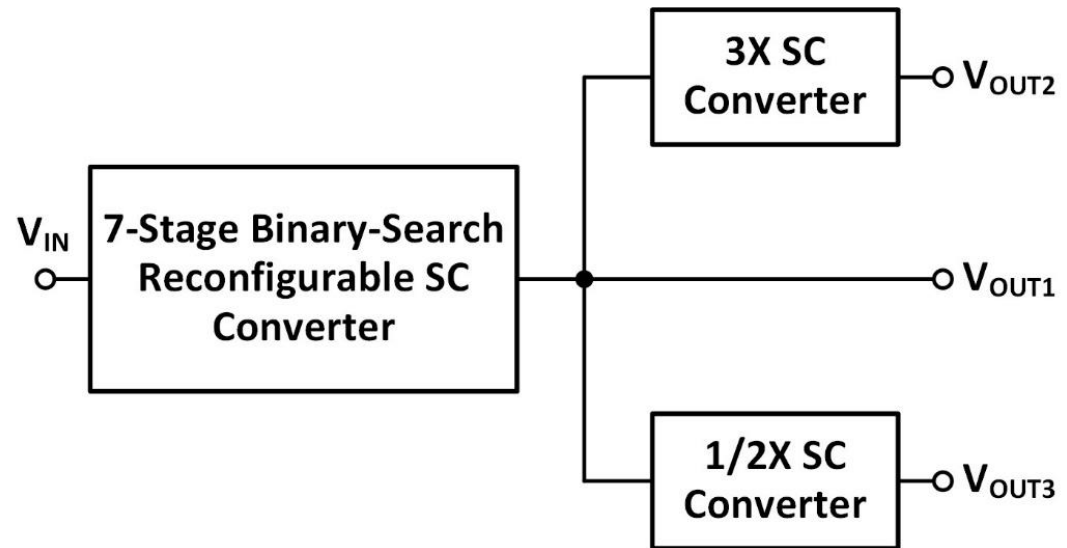 3X SC
Converter
V_OUT2
V_IN
7-Stage Binary-Search
Reconfigurable SC
Converter
V_OUT1
1/2X SC
Converter
V_OUT3